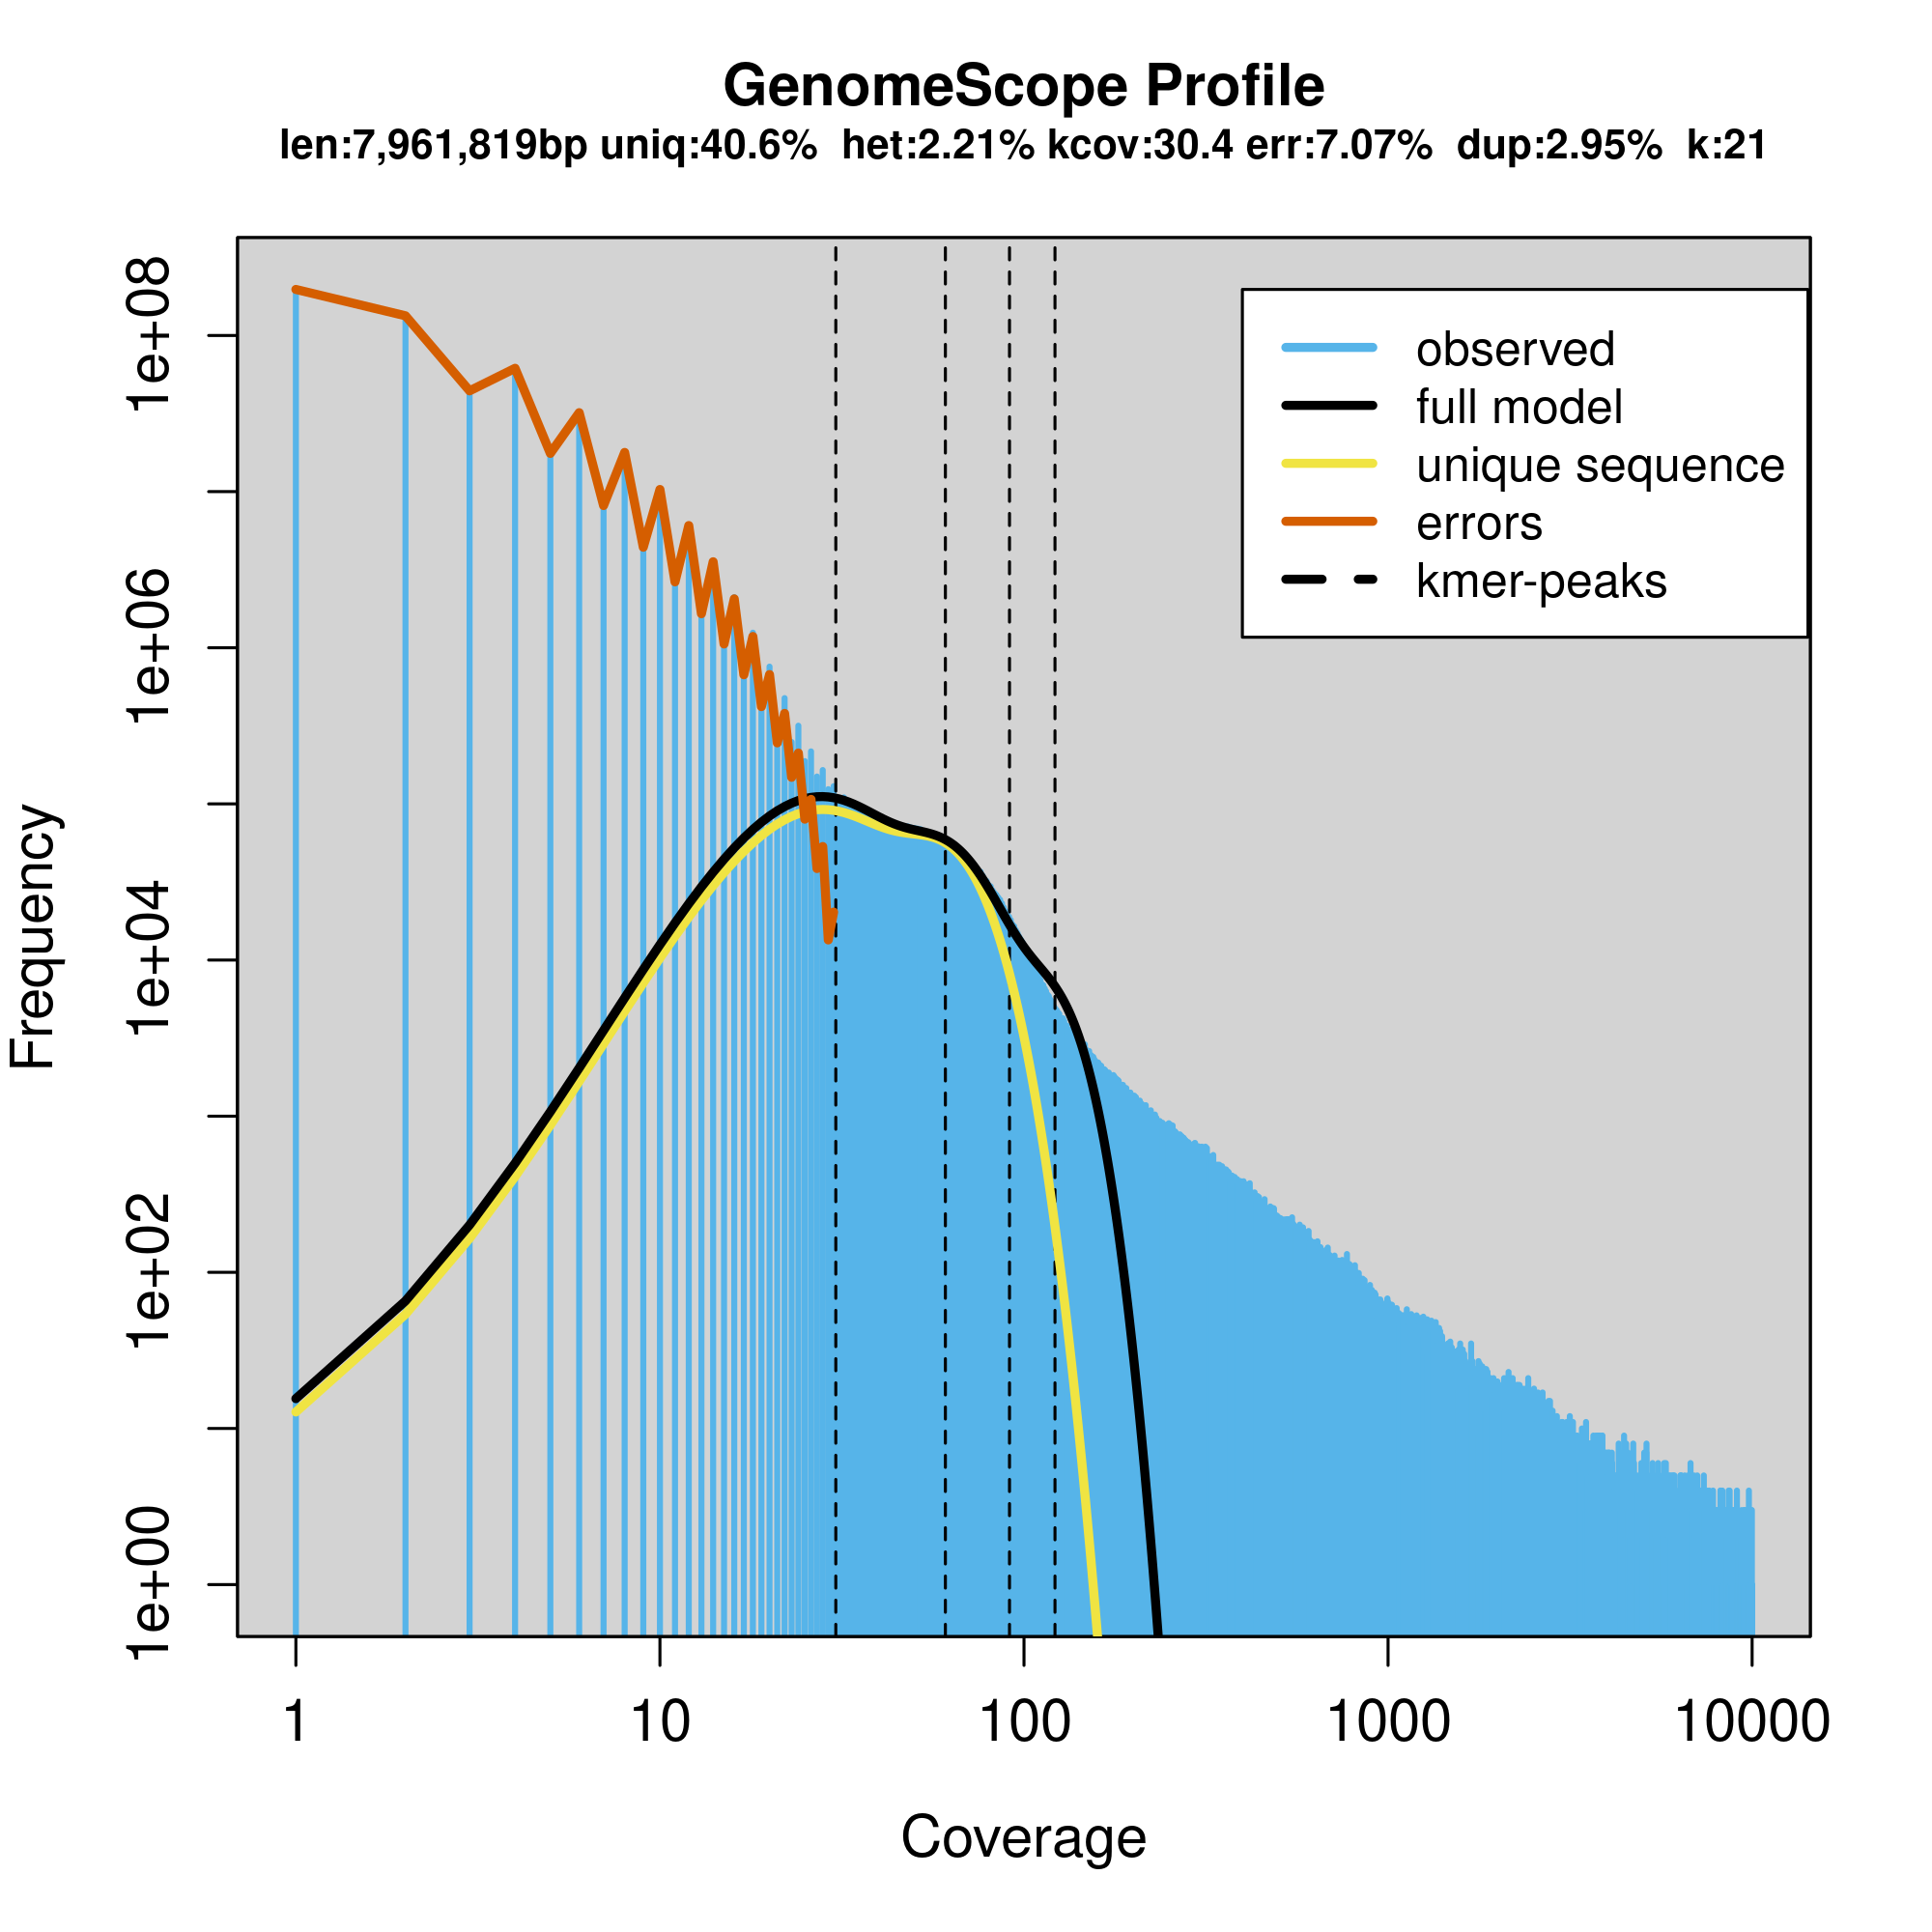 GenomeScope Profile
len:7,961,819bp uniq:40.6% het:2.21% kcov:30.4 err:7.07% dup:2.95% k:21
observed
full model
unique sequence
errors
kmer-peaks
Frequency
1e+08
1e+06
1e+04
1e+02
1e+00
1 10 100 1000 10000
Coverage